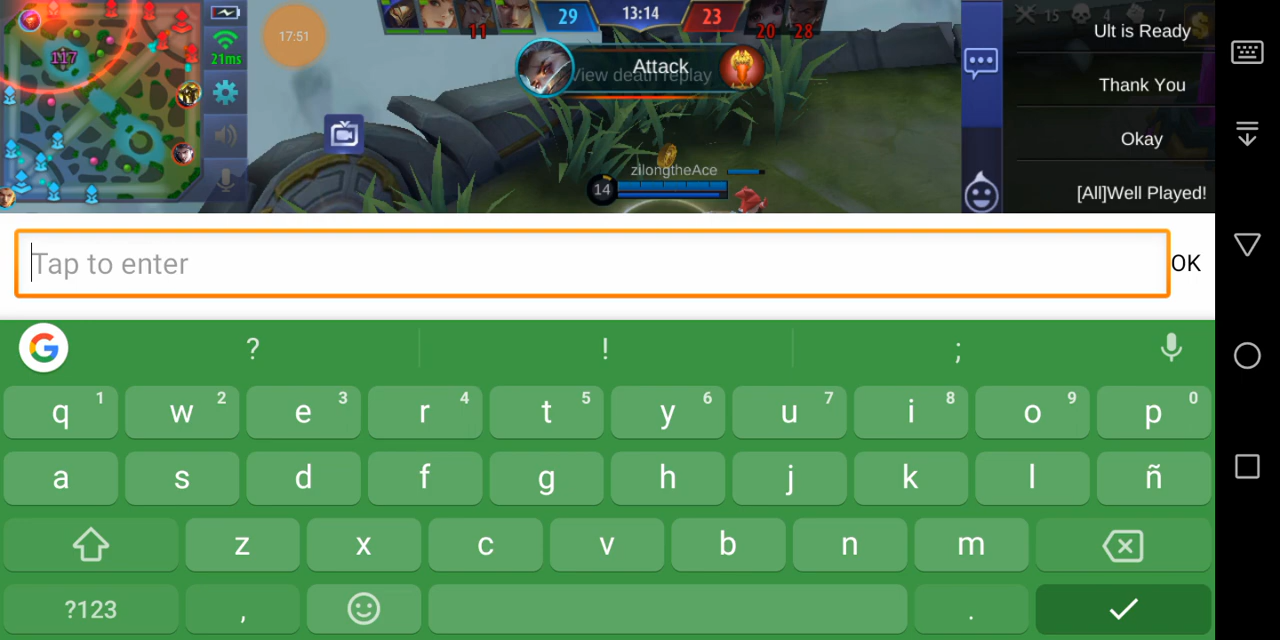 117
21ms
17:51
11
29
13:14
23
20
28
15
4
7
Attack
View death replay
zilongtheAce
14
Ult is Ready
Thank You
Okay
[All]Well Played!
Tap to enter
OK
G ? ! ;
q 1 w 2 e 3 r 4 t 5 y 6 u 7 i 8 o 9 p 0
a s d f g h j k l ñ
z x c v b n m
?123 , .